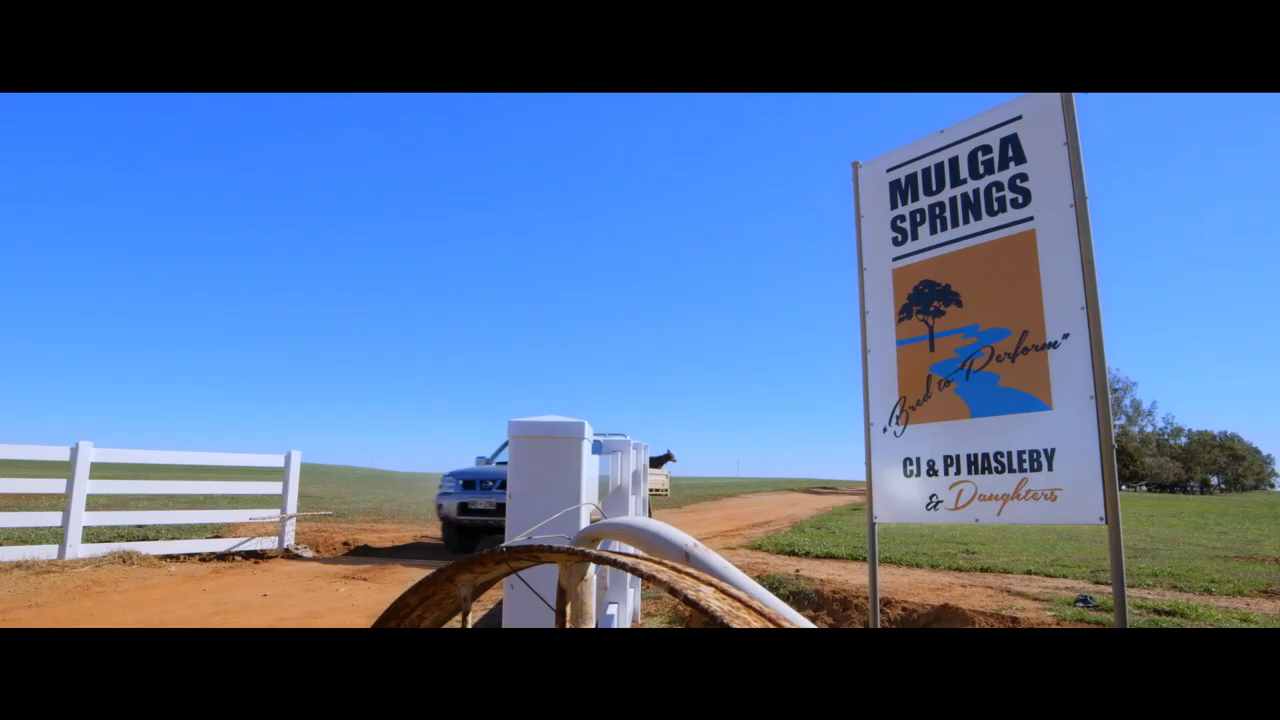 MULGA
SPRINGS
"Bred to Perform"
CJ & PJ HASLEBY
& Daughters